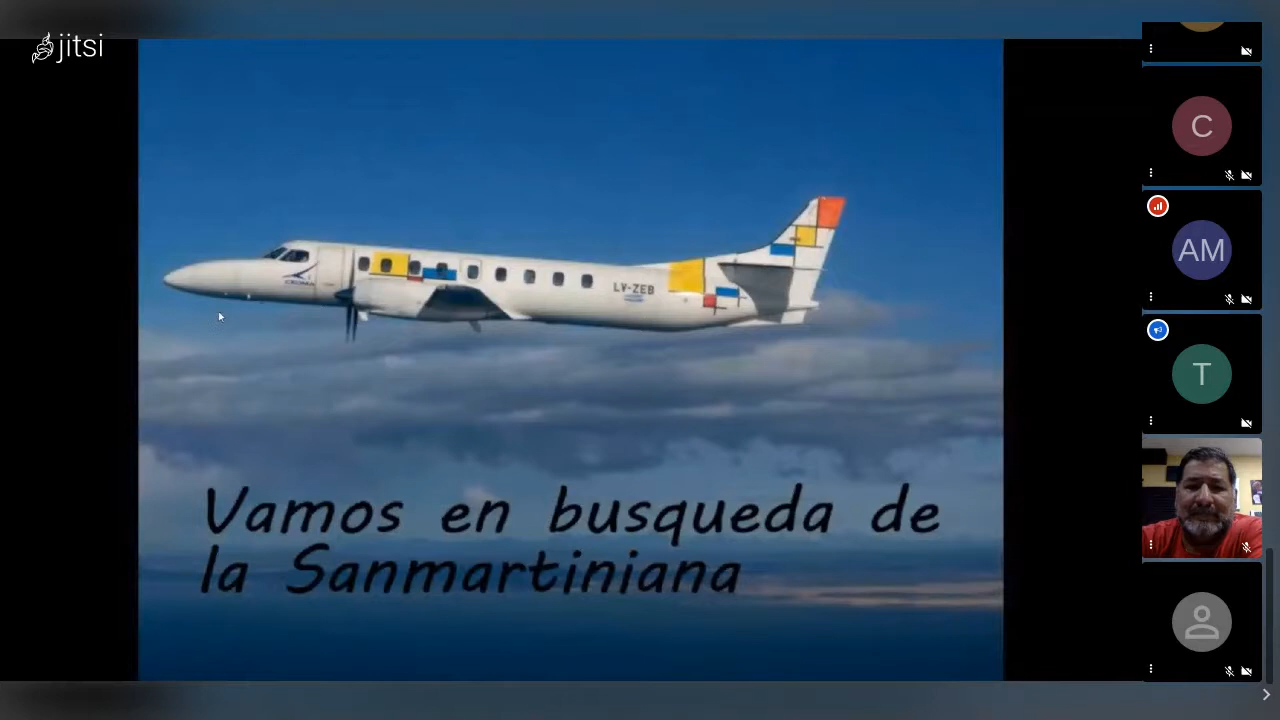 jitsi
C
AM
LV-ZEB
T
Vamos en busqueda de
la Sanmartiniana